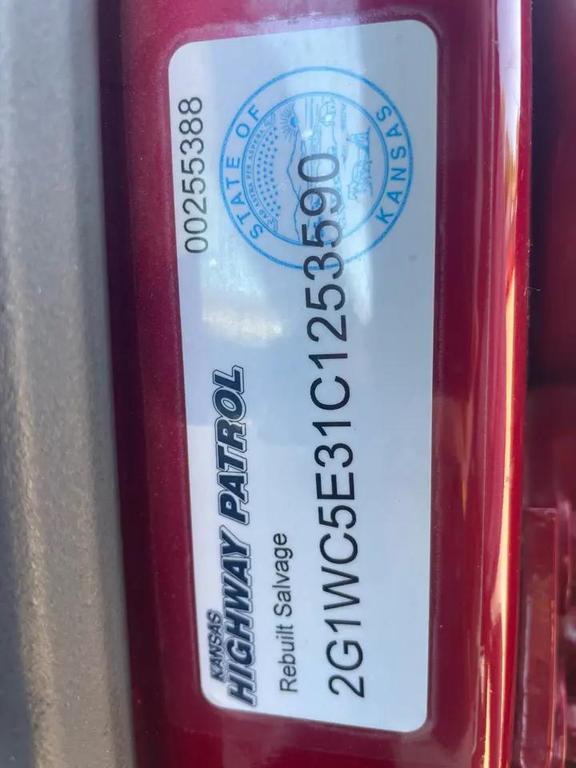 00255388
STATE OF KANSAS
KANSAS
HIGHWAY PATROL
Rebuilt Salvage
2G1WC5E31C1253590